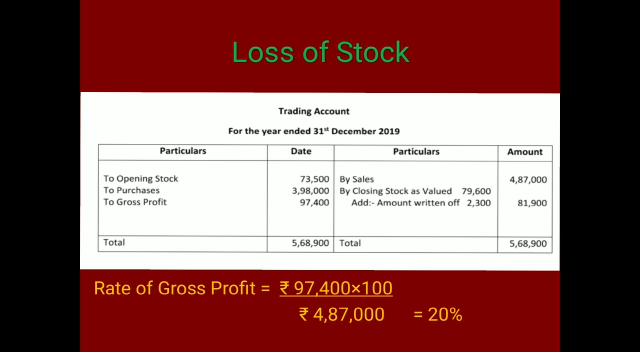 Loss of Stock
Trading Account
For the year ended 31st December 2019
Particulars Date Particulars Amount
To Opening Stock 73,500 By Sales 4,87,000
To Purchases 3,98,000 By Closing Stock as Valued 79,600
To Gross Profit 97,400 Add:- Amount written off 2,300 81,900
Total 5,68,900 Total 5,68,900
Rate of Gross Profit = ₹ 97,400×100
₹ 4,87,000 = 20%